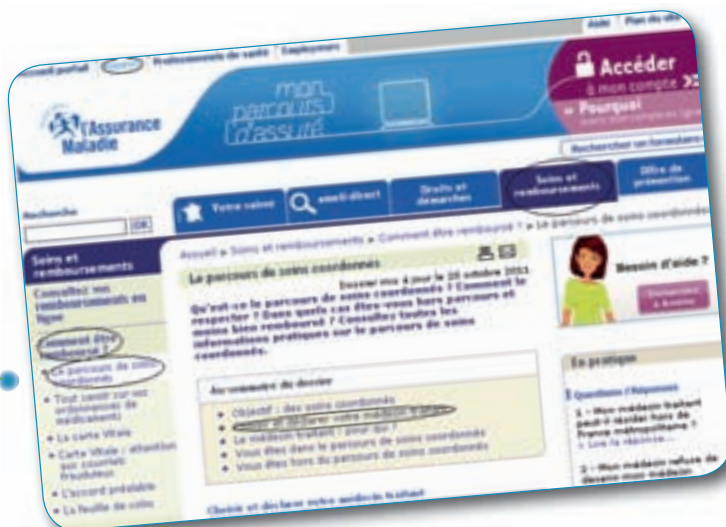 Accueil portail Assurés Professionnels de santé Employeurs
Aide Plan du site
l'Assurance
Maladie
mon
parcours
d'assuré
Accéder
à mon compte
Pourquoi
Rechercher un formulaire
Recherche
OK
Votre caisse
ameli-direct
Droits et
démarches
Soins et
remboursements
Offre de
prévention
Soins et
remboursements
Consultez vos
remboursements en
ligne
Comment être
remboursé ?
Le parcours de soins
coordonnés
Tout savoir sur vos
ordonnances de
médicaments
La carte Vitale
Carte Vitale : attention
aux courriels
frauduleux
L'accord préalable
La feuille de soins
Accueil > Soins et remboursements > Comment être remboursé ? > Le parcours de soins coordonnés
Le parcours de soins coordonnés
Dossier mis à jour le 20 octobre 2011
Qu'est-ce le parcours de soins coordonnés ? Comment le
respecter ? Dans quels cas êtes-vous hors parcours et
moins bien remboursé ? Consultez toutes les
informations pratiques sur le parcours de soins
coordonnés.
Au sommaire du dossier
Objectif : des soins coordonnés
Choisir et déclarer votre médecin traitant
Le médecin traitant : pour qui ?
Vous êtes dans le parcours de soins coordonnés
Vous êtes hors du parcours de soins coordonnés
Choisir et déclarer votre médecin traitant
Besoin d'aide ?
En pratique
Questions / Réponses
1 - Mon médecin traitant
peut-il résider hors de
France métropolitaine ?
> Lire la réponse...
2 - Mon médecin refuse de
devenir mon médecin